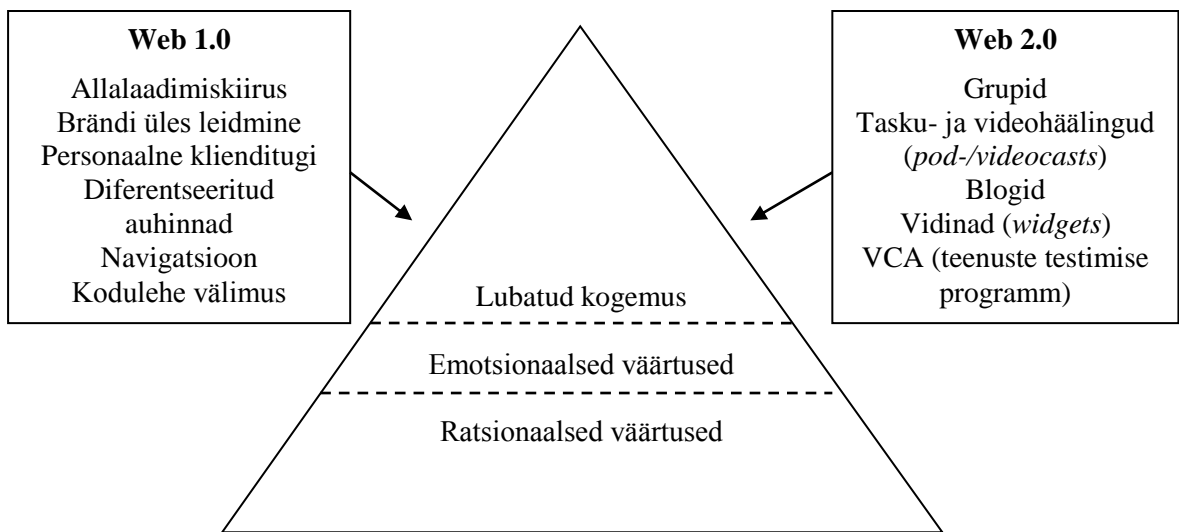 Web 1.0
Allalaadimiskiirus
Brändi üles leidmine
Personaalne klienditugi
Diferentseeritud
auhinnad
Navigatsioon
Kodulehe välimus
Web 2.0
Grupid
Tasku- ja videohäälingud
(pod-/videocasts)
Blogid
Vidinad (widgets)
VCA (teenuste testimise
programm)
Lubatud kogemus
Emotsionaalsed väärtused
Ratsionaalsed väärtused